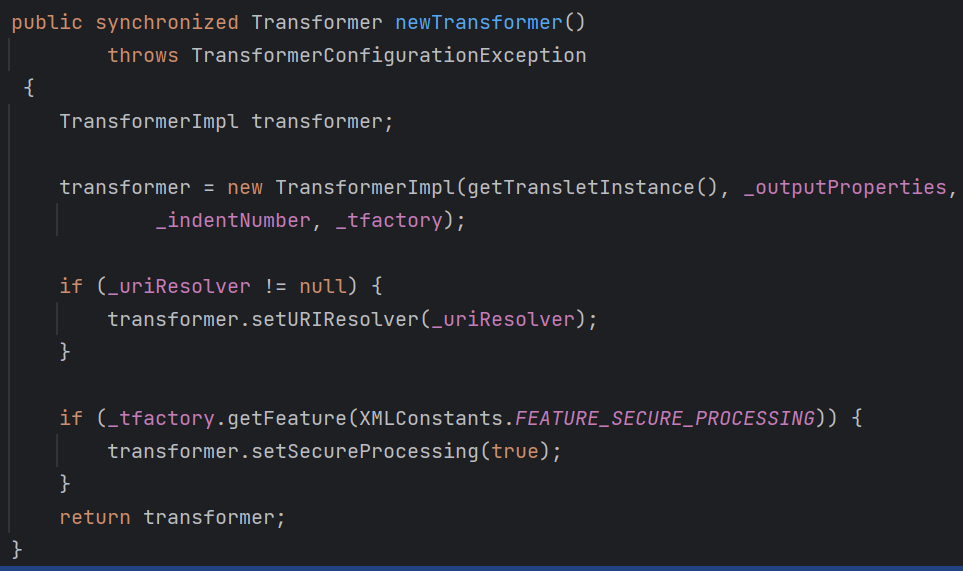 public synchronized Transformer newTransformer()
        throws TransformerConfigurationException
 {
    TransformerImpl transformer;

    transformer = new TransformerImpl(getTransletInstance(), _outputProperties,
            _indentNumber, _tfactory);

    if (_uriResolver != null) {
        transformer.setURIResolver(_uriResolver);
    }

    if (_tfactory.getFeature(XMLConstants.FEATURE_SECURE_PROCESSING)) {
        transformer.setSecureProcessing(true);
    }
    return transformer;
}